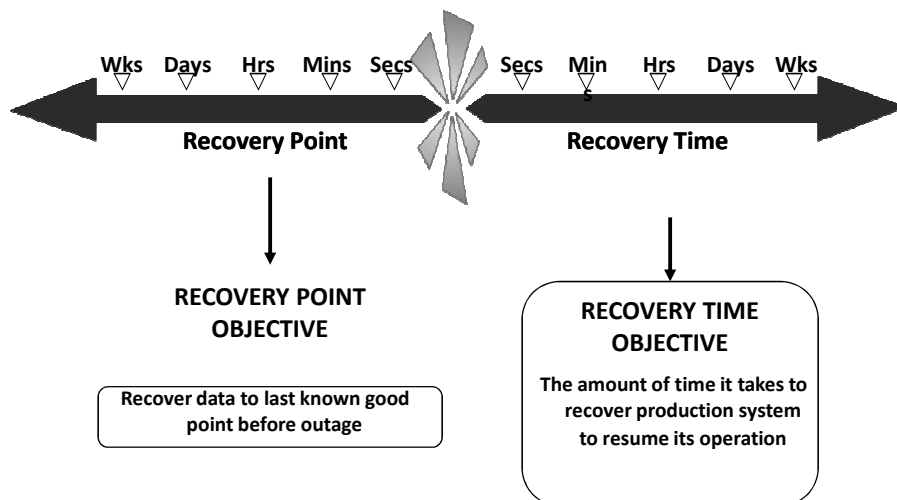 Wks Days Hrs Mins Secs Secs Min Hrs Days Wks
s
Recovery Point Recovery Time
RECOVERY POINT
OBJECTIVE
Recover data to last known good
point before outage
RECOVERY TIME
OBJECTIVE
The amount of time it takes to
recover production system
to resume its operation